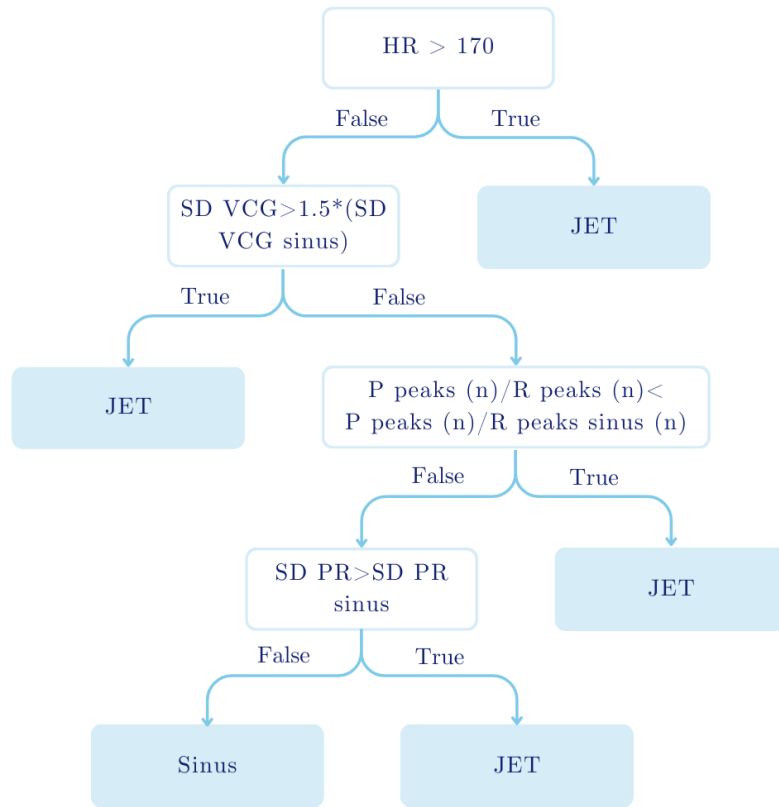 HR > 170
False
True
SD VCG>1.5*(SD
VCG sinus)
JET
True
False
JET
P peaks (n)/R peaks (n)<
P peaks (n)/R peaks sinus (n)
False
True
SD PR>SD PR
sinus
JET
False
True
Sinus
JET